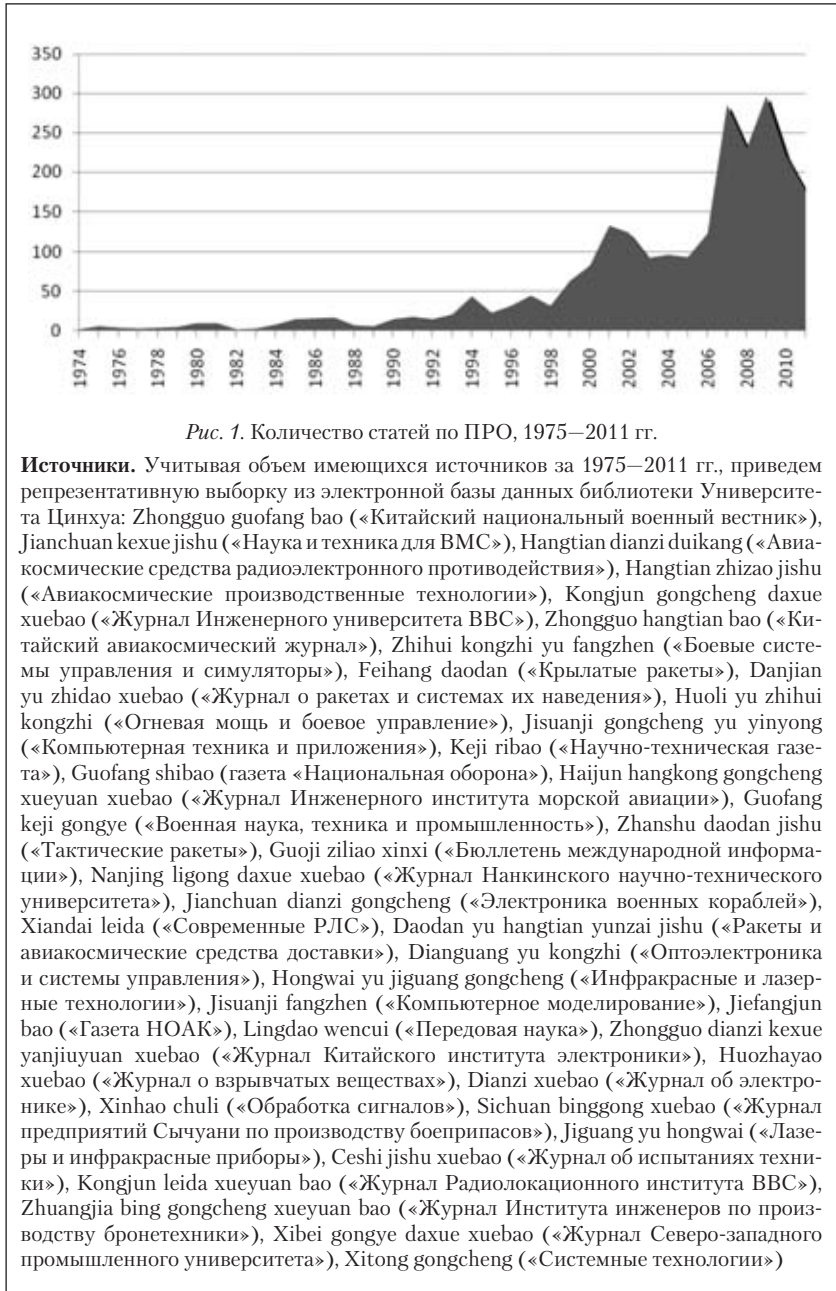 350
300
250
200
150
100
50
0
1974
1976
1978
1980
1982
1984
1986
1988
1990
1992
1994
1996
1998
2000
2002
2004
2006
2008
2010
Рис. 1. Количество статей по ПРО, 1975—2011 гг.
Источники. Учитывая объем имеющихся источников за 1975—2011 гг., приведем
репрезентативную выборку из электронной базы данных библиотеки Университе-
та Цинхуа: Zhongguo guofang bao («Китайский национальный военный вестник»),
Jianchuan kexue jishu («Наука и техника для ВМС»), Hangtian dianzi duikang («Авиа-
космические средства радиоэлектронного противодействия»), Hangtian zhizao jishu
(«Авиакосмические производственные технологии»), Kongjun gongcheng daxue
xuebao («Журнал Инженерного университета ВВС»), Zhongguo hangtian bao («Ки-
тайский авиакосмический журнал»), Zhihui kongzhi yu fangzhen («Боевые систе-
мы управления и симуляторы»), Feihang daodan («Крылатые ракеты»), Danjian
yu zhidao xuebao («Журнал о ракетах и системах их наведения»), Huoli yu zhihui
kongzhi («Огневая мощь и боевое управление»), Jisuanji gongcheng yu yinyong
(«Компьютерная техника и приложения»), Keji ribao («Научно-техническая газе-
та»), Guofang shibao (газета «Национальная оборона»), Haijun hangkong gongcheng
xueyuan xuebao («Журнал Инженерного института морской авиации»), Guofang
keji gongye («Военная наука, техника и промышленность»), Zhanshu daodan jishu
(«Тактические ракеты»), Guoji ziliao xinxi («Бюллетень международной информа-
ции»), Nanjing ligong daxue xuebao («Журнал Нанкинского научно-технического
университета»), Jianchuan dianzi gongcheng («Электроника военных кораблей»),
Xiandai leida («Современные РЛС»), Daodan yu hangtian yunzai jishu («Ракеты и
авиакосмические средства доставки»), Dianguang yu kongzhi («Оптоэлектроника
и системы управления»), Hongwai yu jiguang gongcheng («Инфракрасные и лазер-
ные технологии»), Jisuanji fangzhen («Компьютерное моделирование»), Jiefangjun
bao («Газета НОАК»), Lingdao wencui («Передовая наука»), Zhongguo dianzi kexue
yanjiuyuan xuebao («Журнал Китайского института электроники»), Huozhayao
xuebao («Журнал о взрывчатых веществах»), Dianzi xuebao («Журнал об электро-
нике»), Xinhao chuli («Обработка сигналов»), Sichuan binggong xuebao («Журнал
предприятий Сычуани по производству боеприпасов»), Jiguang yu hongwai («Лазе-
ры и инфракрасные приборы»), Ceshi jishu xuebao («Журнал об испытаниях техни-
ки»), Kongjun leida xueyuan bao («Журнал Радиолокационного института ВВС»),
Zhuangjia bing gongcheng xueyuan bao («Журнал Института инженеров по произ-
водству бронетехники»), Xibei gongye daxue xuebao («Журнал Северо-западного
промышленного университета»), Xitong gongcheng («Системные технологии»)